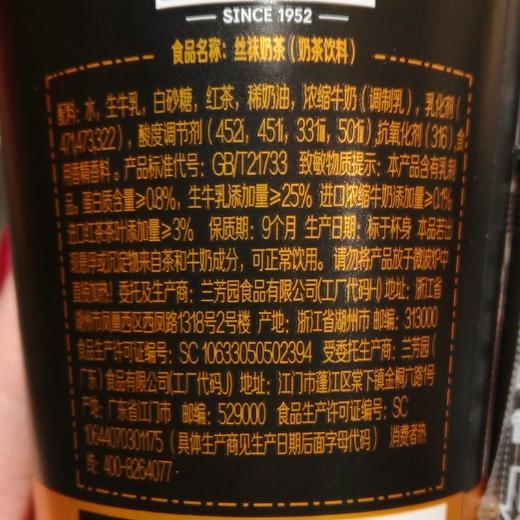 SINCE 1952
食品名称：丝袜奶茶（奶茶饮料）
配料：水，生牛乳，白砂糖，红茶，稀奶油，浓缩牛奶（调制乳），乳化剂（
471,473,322），酸度调节剂（452i，451i，331iii，501i），抗氧化剂（316），食
用香精香料。产品标准代号：GB/T21733 致敏物质提示：本产品含有乳制
品。蛋白质含量≥0.8%，生牛乳添加量≥25% 进口浓缩牛奶添加量≥0.1%
进口红茶茶叶添加量≥3% 保质期：9个月 生产日期：标于杯身 本品若出
现悬浮或沉淀物来自茶和牛奶成分，可正常饮用。请勿将产品放于微波炉中
直接加热！委托及生产商：兰芳园食品有限公司(工厂代码H) 地址：浙江省
湖州市凤凰西区西凤路1318号2号楼 产地：浙江省湖州市 邮编：313000
食品生产许可证编号：SC 10633050502394 受委托生产商：兰芳园（
广东）食品有限公司(工厂代码J) 地址：江门市蓬江区棠下镇金桐六路1号
产地：广东省江门市 邮编：529000 食品生产许可证编号：SC
10644070301175（具体生产商见生产日期后面字母代码） 消费者热
线：400-8264077